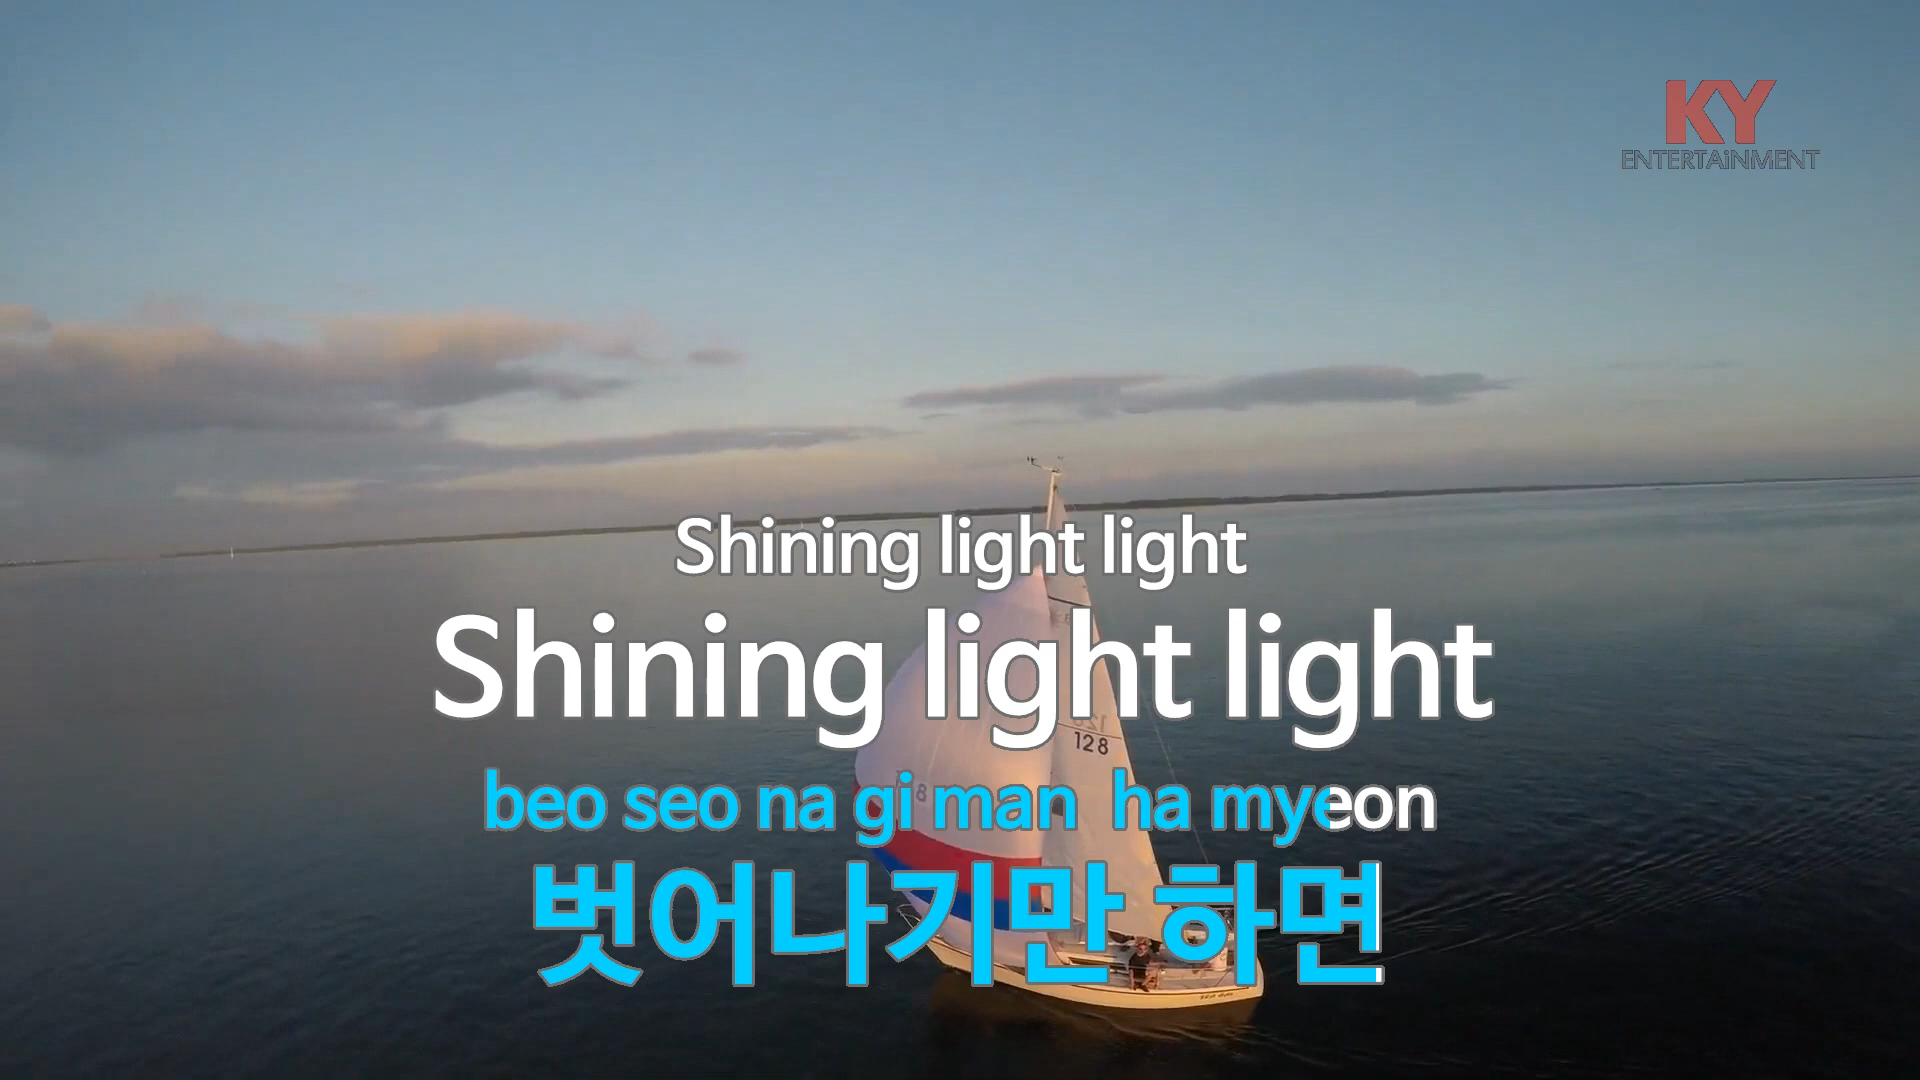 KY
ENTERTAiNMENT
Shining light light
Shining light light
beo seo na gi man ha myeon
벗어나기만 하면
128